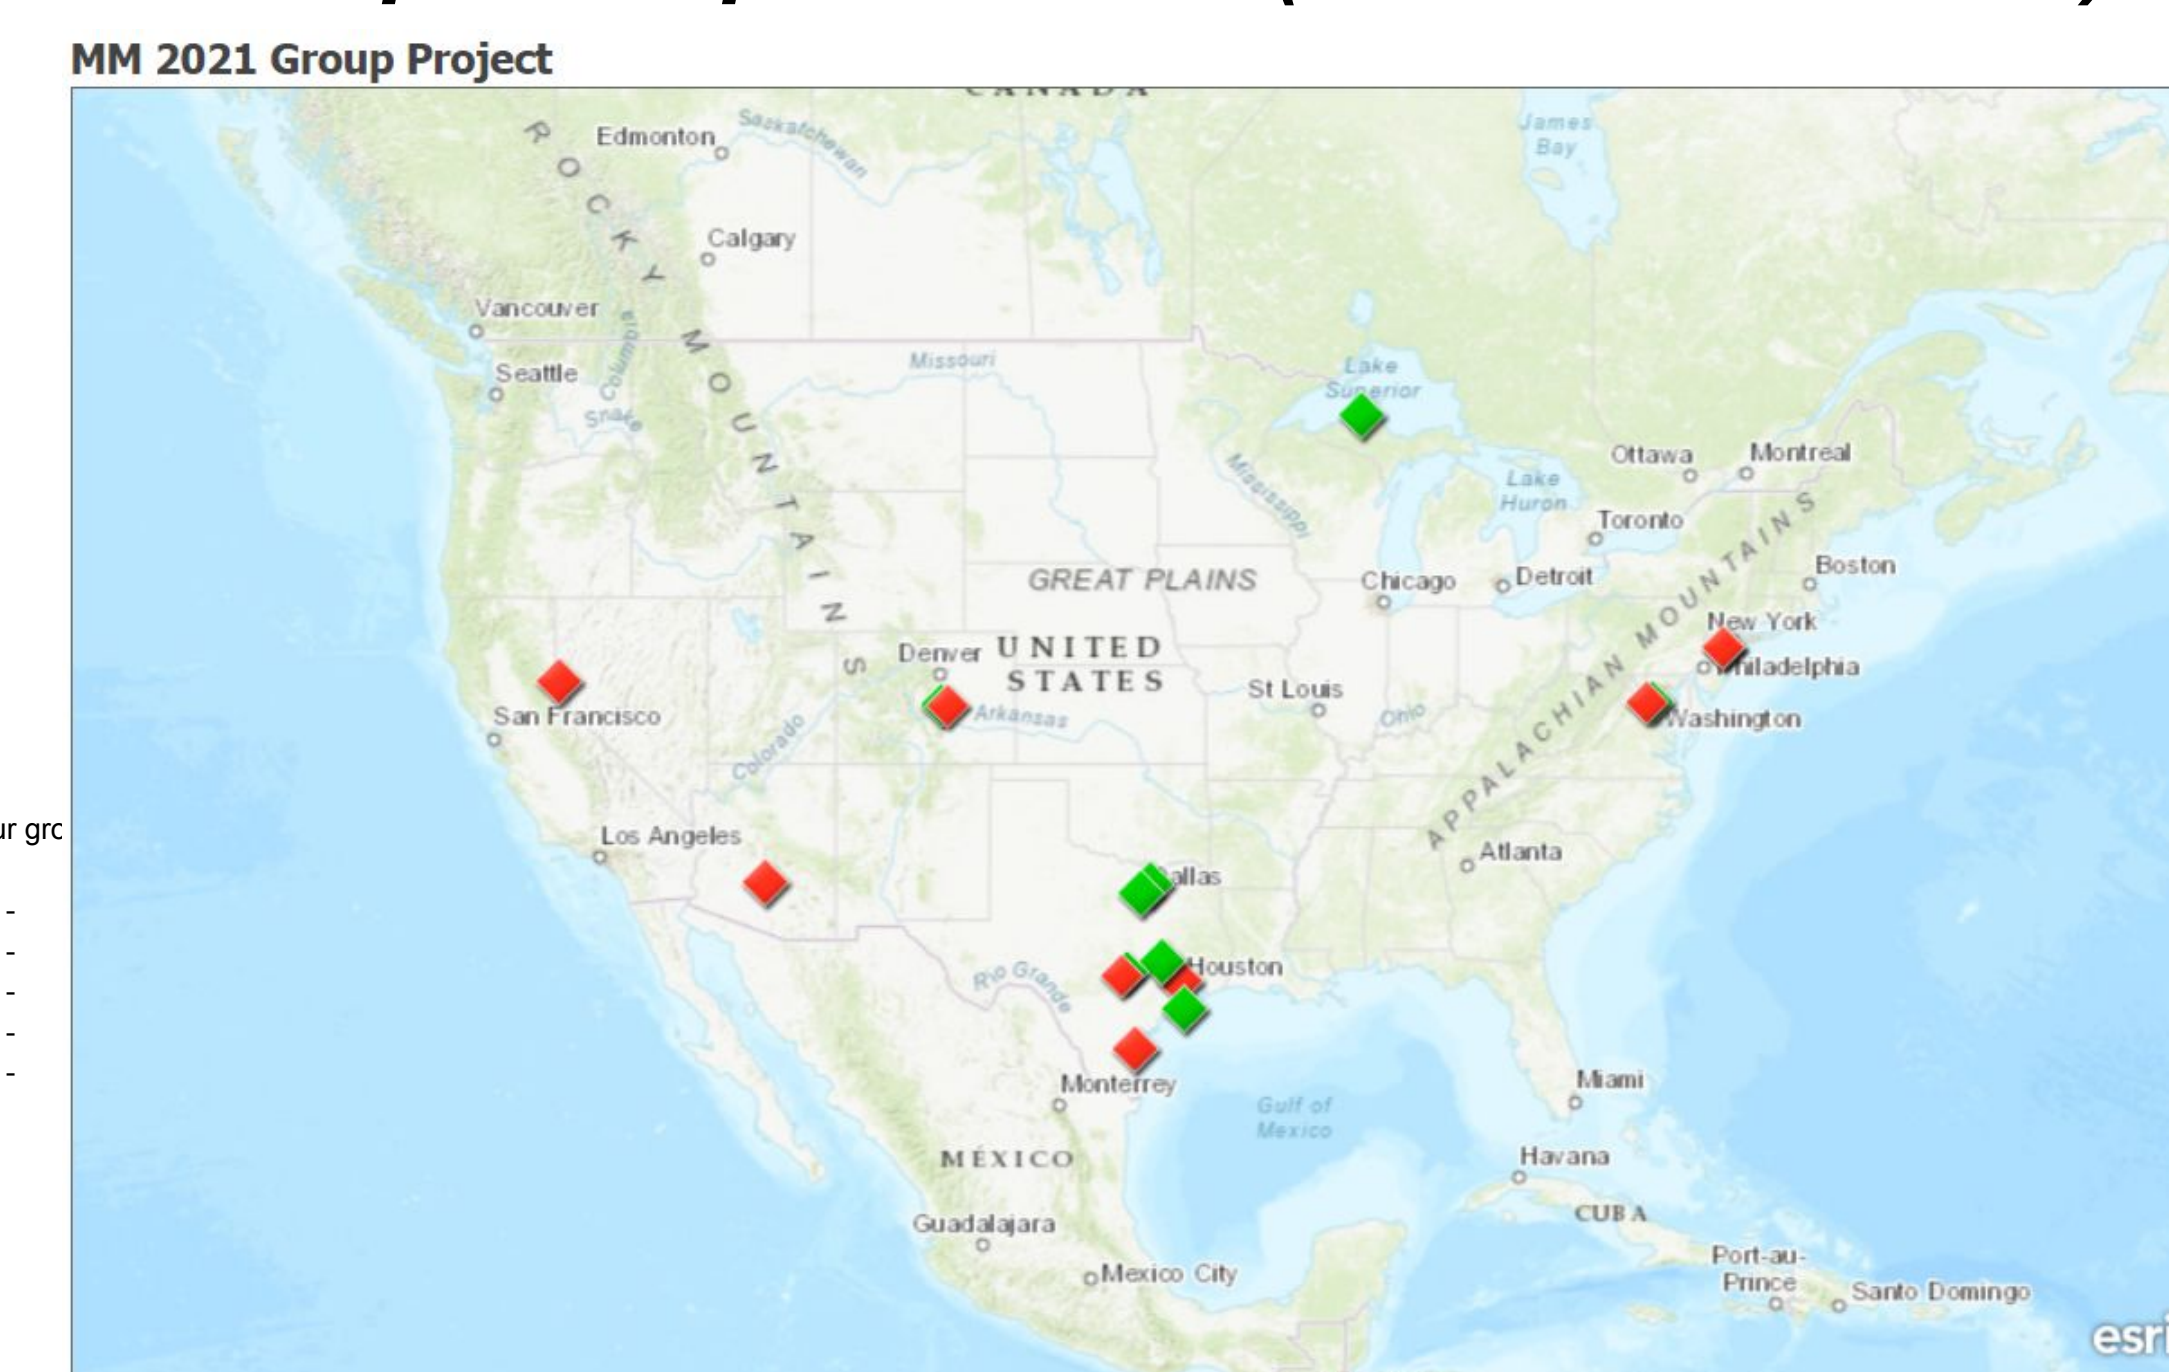 MM 2021 Group Project
CANADA
Edmonton
Saskatchewan
James
Bay
ROCKY MOUNTAINS
Calgary
Vancouver
Columbia
Missouri
Lake
Superior
Seattle
Snake
Mississippi
Ottawa
Montreal
Lake
Huron
Toronto
Boston
GREAT PLAINS
Chicago
Detroit
APPALACHIAN MOUNTAINS
New York
Denver
UNITED
STATES
Philadelphia
St Louis
San Francisco
Arkansas
Ohio
Washington
Colorado
ur gro
Los Angeles
Atlanta
allas
-
-
Houston
Rio Grande
-
-
-
Monterrey
Miami
Gulf of
Mexico
MÉXICO
Havana
CUBA
Guadalajara
Port-au-
Prince
Mexico City
Santo Domingo
esri